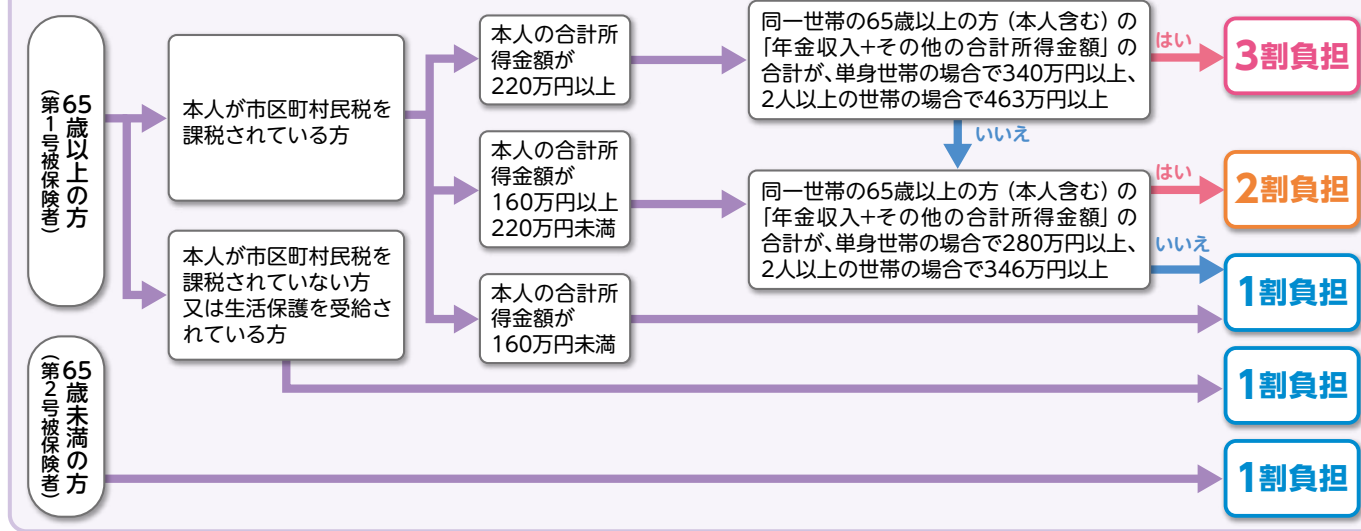 65歳以上の方
（第1号被保険者）
本人が市区町村民税を
課税されている方
本人の合計所
得金額が
220万円以上
同一世帯の65歳以上の方（本人含む）の
「年金収入+その他の合計所得金額」の
合計が、単身世帯の場合で340万円以上、
2人以上の世帯の場合で463万円以上
はい
3割負担
いいえ
本人の合計所
得金額が
160万円以上
220万円未満
同一世帯の65歳以上の方（本人含む）の
「年金収入+その他の合計所得金額」の
合計が、単身世帯の場合で280万円以上、
2人以上の世帯の場合で346万円以上
はい
2割負担
いいえ
1割負担
本人の合計所
得金額が
160万円未満
本人が市区町村民税を
課税されていない方
又は生活保護を受給さ
れている方
1割負担
65歳未満の方
（第2号被保険者）
1割負担